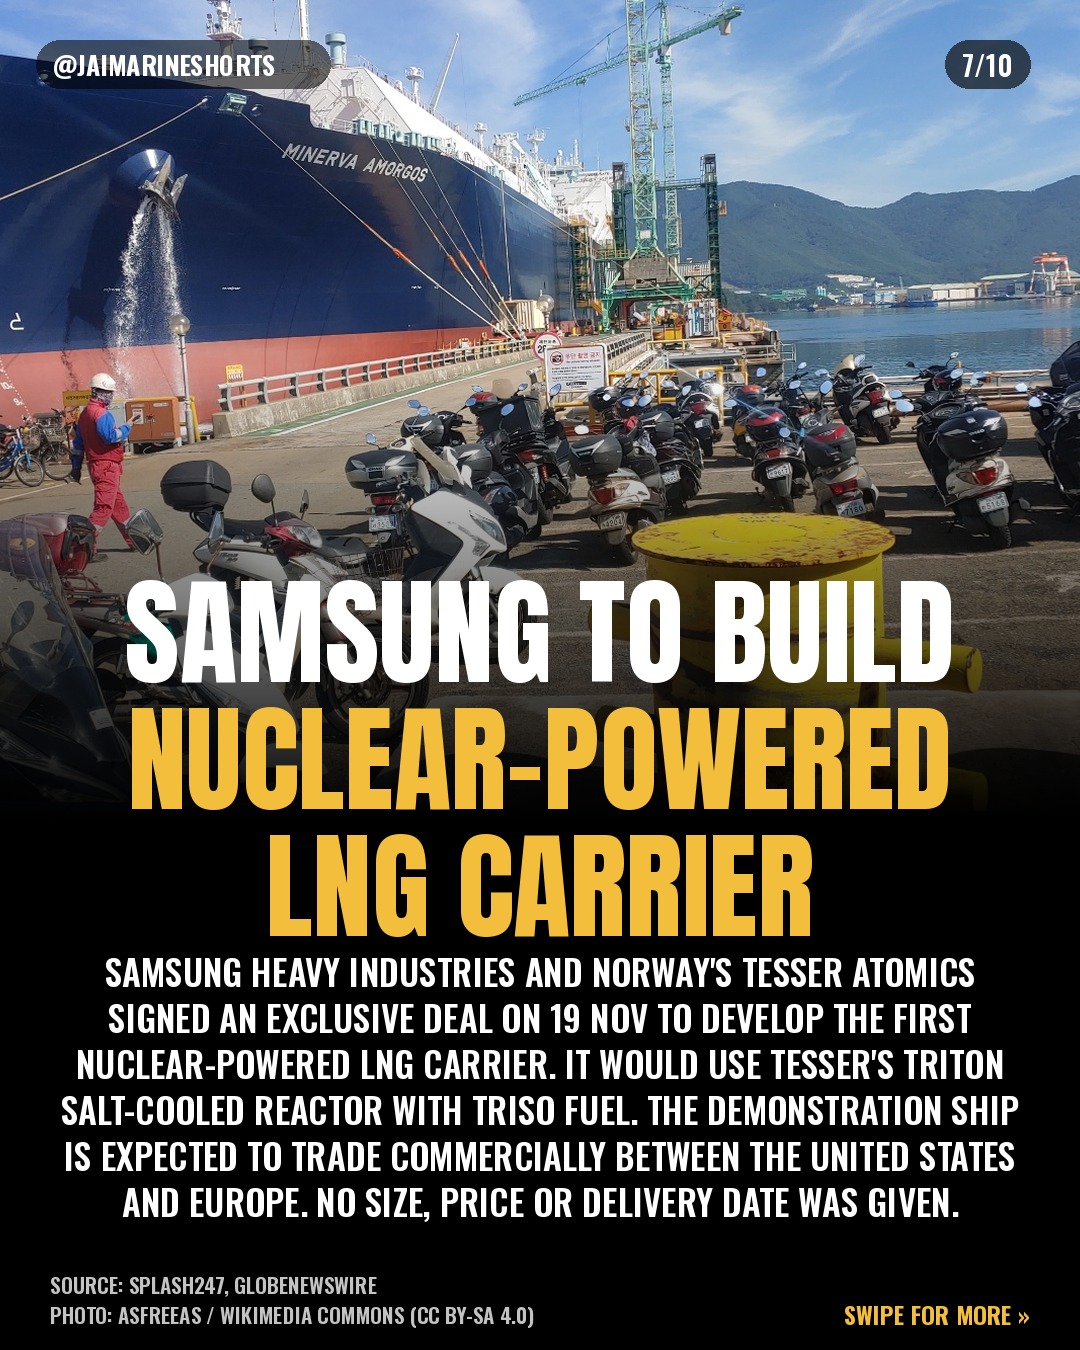 @JAIMARINESHORTS
7/10
MINERVA AMORGOS
SAMSUNG TO BUILD
NUCLEAR-POWERED
LNG CARRIER
SAMSUNG HEAVY INDUSTRIES AND NORWAY'S TESSER ATOMICS
SIGNED AN EXCLUSIVE DEAL ON 19 NOV TO DEVELOP THE FIRST
NUCLEAR-POWERED LNG CARRIER. IT WOULD USE TESSER'S TRITON
SALT-COOLED REACTOR WITH TRISO FUEL. THE DEMONSTRATION SHIP
IS EXPECTED TO TRADE COMMERCIALLY BETWEEN THE UNITED STATES
AND EUROPE. NO SIZE, PRICE OR DELIVERY DATE WAS GIVEN.
SOURCE: SPLASH247, GLOBENEWSWIRE
PHOTO: ASFREEAS / WIKIMEDIA COMMONS (CC BY-SA 4.0)
SWIPE FOR MORE »